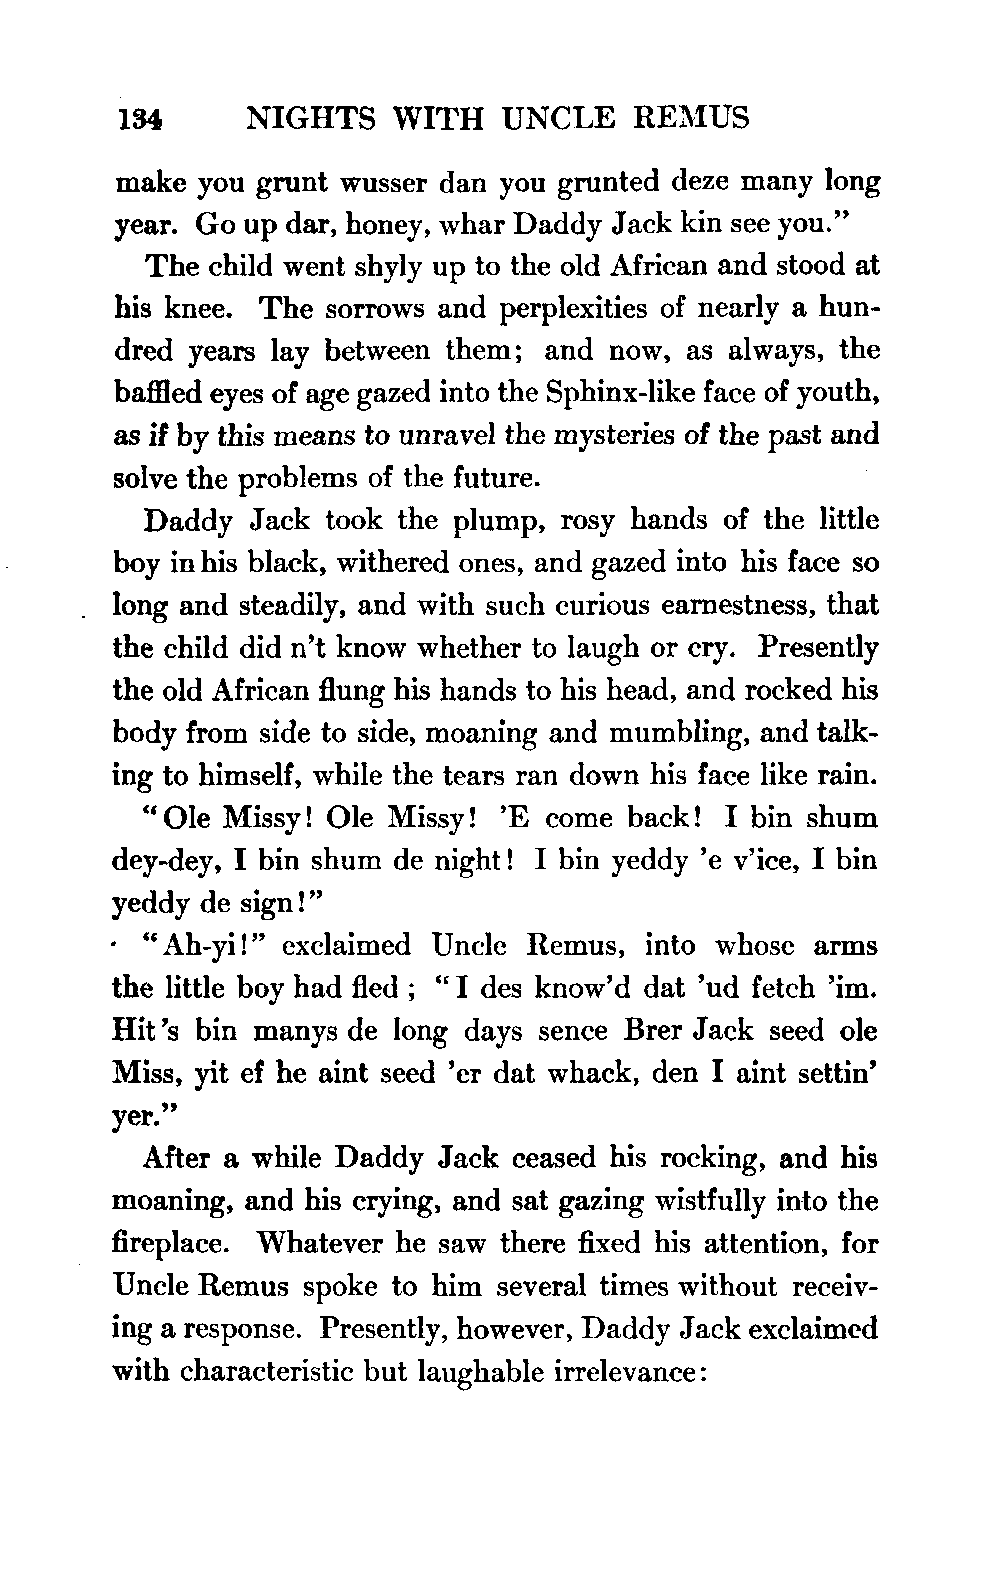 134 NIGHTS WITH UNCLE REMUS
make you grunt wusser dan you grunted deze many long
year. Go up dar, honey, whar Daddy Jack kin see you.”
The child went shyly up to the old African and stood at
his knee. The sorrows and perplexities of nearly a hun-
dred years lay between them; and now, as always, the
baffled eyes of age gazed into the Sphinx-like face of youth,
as if by this means to unravel the mysteries of the past and
solve the problems of the future.
Daddy Jack took the plump, rosy hands of the little
boy in his black, withered ones, and gazed into his face so
long and steadily, and with such curious earnestness, that
the child did n’t know whether to laugh or cry. Presently
the old African flung his hands to his head, and rocked his
body from side to side, moaning and mumbling, and talk-
ing to himself, while the tears ran down his face like rain.
“Ole Missy! Ole Missy! ’E come back! I bin shum
dey-dey, I bin shum de night! I bin yeddy ’e v’ice, I bin
yeddy de sign!”
“Ah-yi!” exclaimed Uncle Remus, into whose arms
the little boy had fled; “I des know’d dat ’ud fetch ’im.
Hit’s bin manys de long days sence Brer Jack seed ole
Miss, yit ef he aint seed ’er dat whack, den I aint settin’
yer.”
After a while Daddy Jack ceased his rocking, and his
moaning, and his crying, and sat gazing wistfully into the
fireplace. Whatever he saw there fixed his attention, for
Uncle Remus spoke to him several times without receiv-
ing a response. Presently, however, Daddy Jack exclaimed
with characteristic but laughable irrelevance: